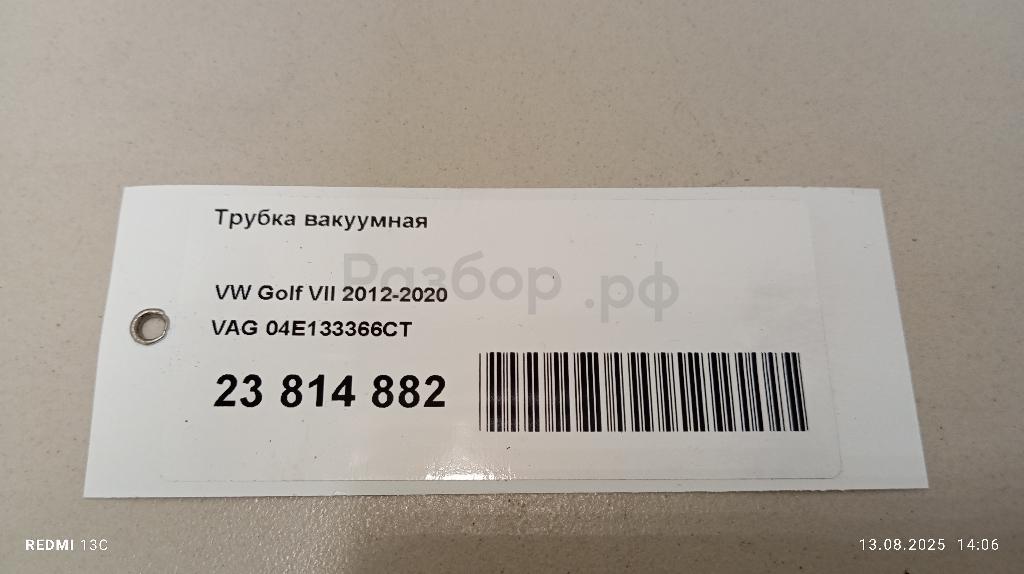 Трубка вакуумная
Разбор.рф
VW Golf VII 2012-2020
VAG 04E133366CT
23 814 882
REDMI 13C
13.08.2025 14:06